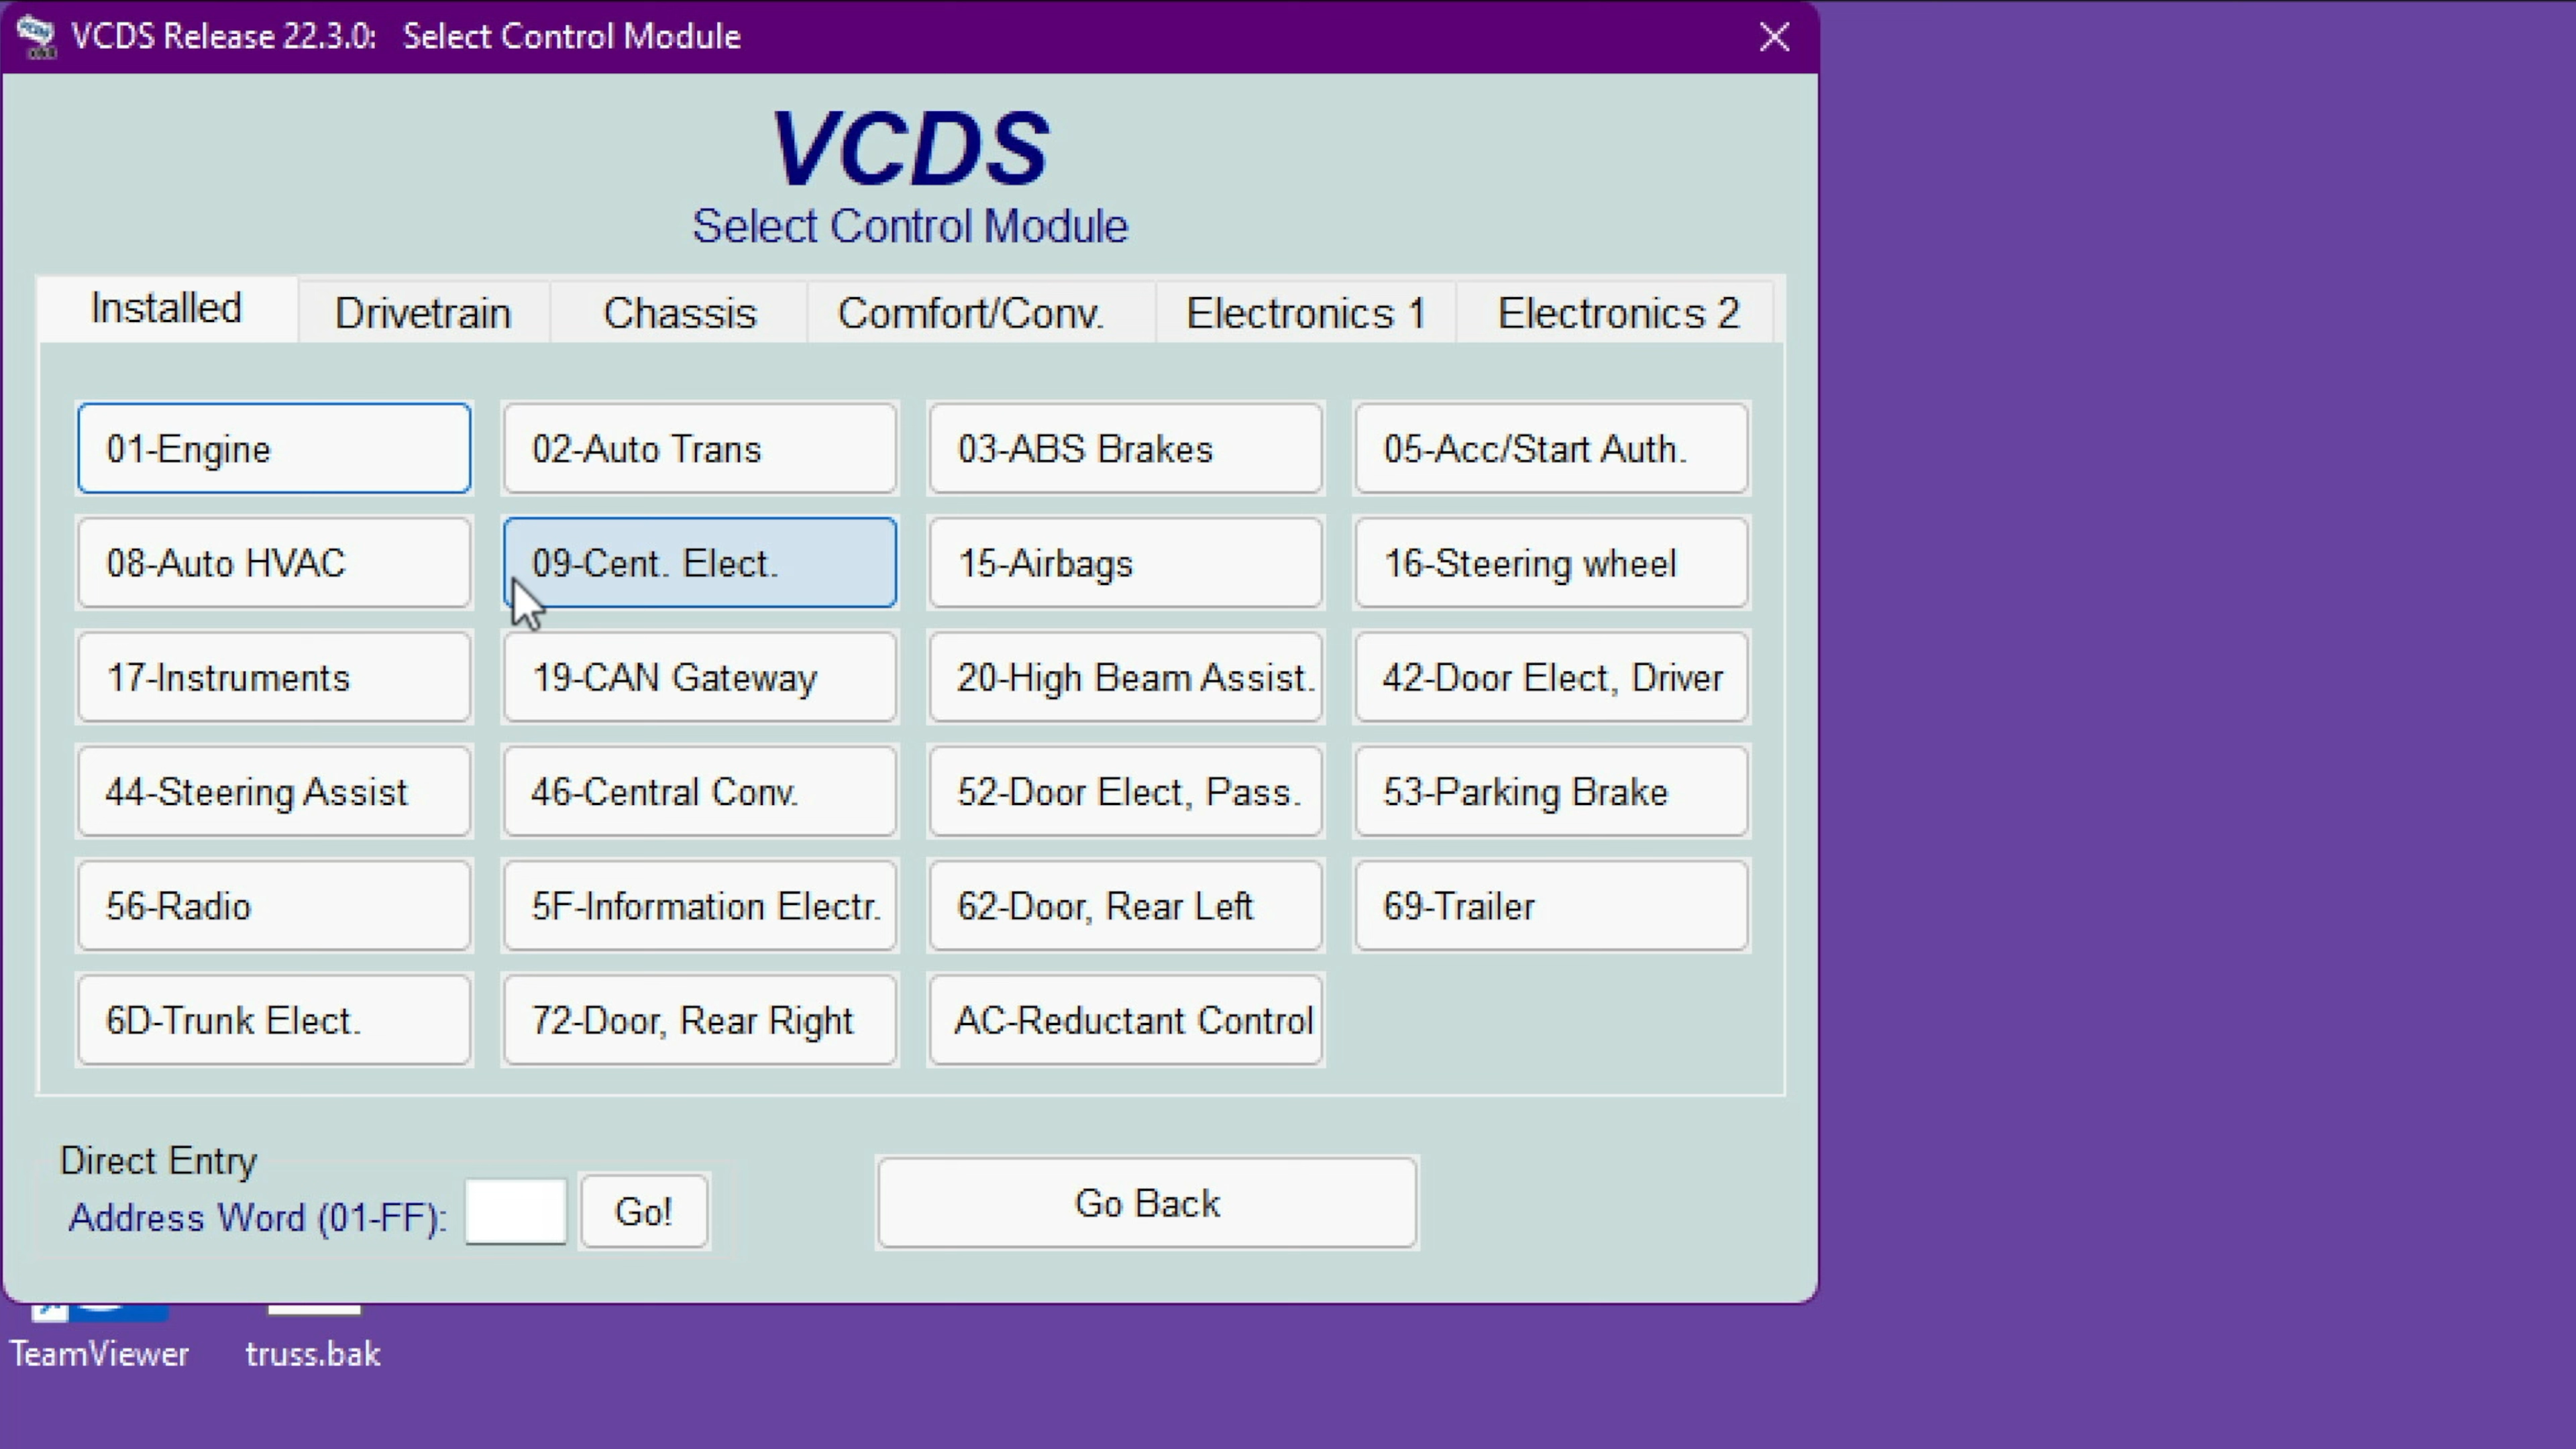 VCDS Release 22.3.0: Select Control Module
VCDS
Select Control Module
Installed Drivetrain Chassis Comfort/Conv. Electronics 1 Electronics 2
01-Engine 02-Auto Trans 03-ABS Brakes 05-Acc/Start Auth.
08-Auto HVAC 09-Cent. Elect. 15-Airbags 16-Steering wheel
17-Instruments 19-CAN Gateway 20-High Beam Assist. 42-Door Elect, Driver
44-Steering Assist 46-Central Conv. 52-Door Elect, Pass. 53-Parking Brake
56-Radio 5F-Information Electr. 62-Door, Rear Left 69-Trailer
6D-Trunk Elect. 72-Door, Rear Right AC-Reductant Control
Direct Entry
Address Word (01-FF): Go! Go Back
TeamViewer truss.bak